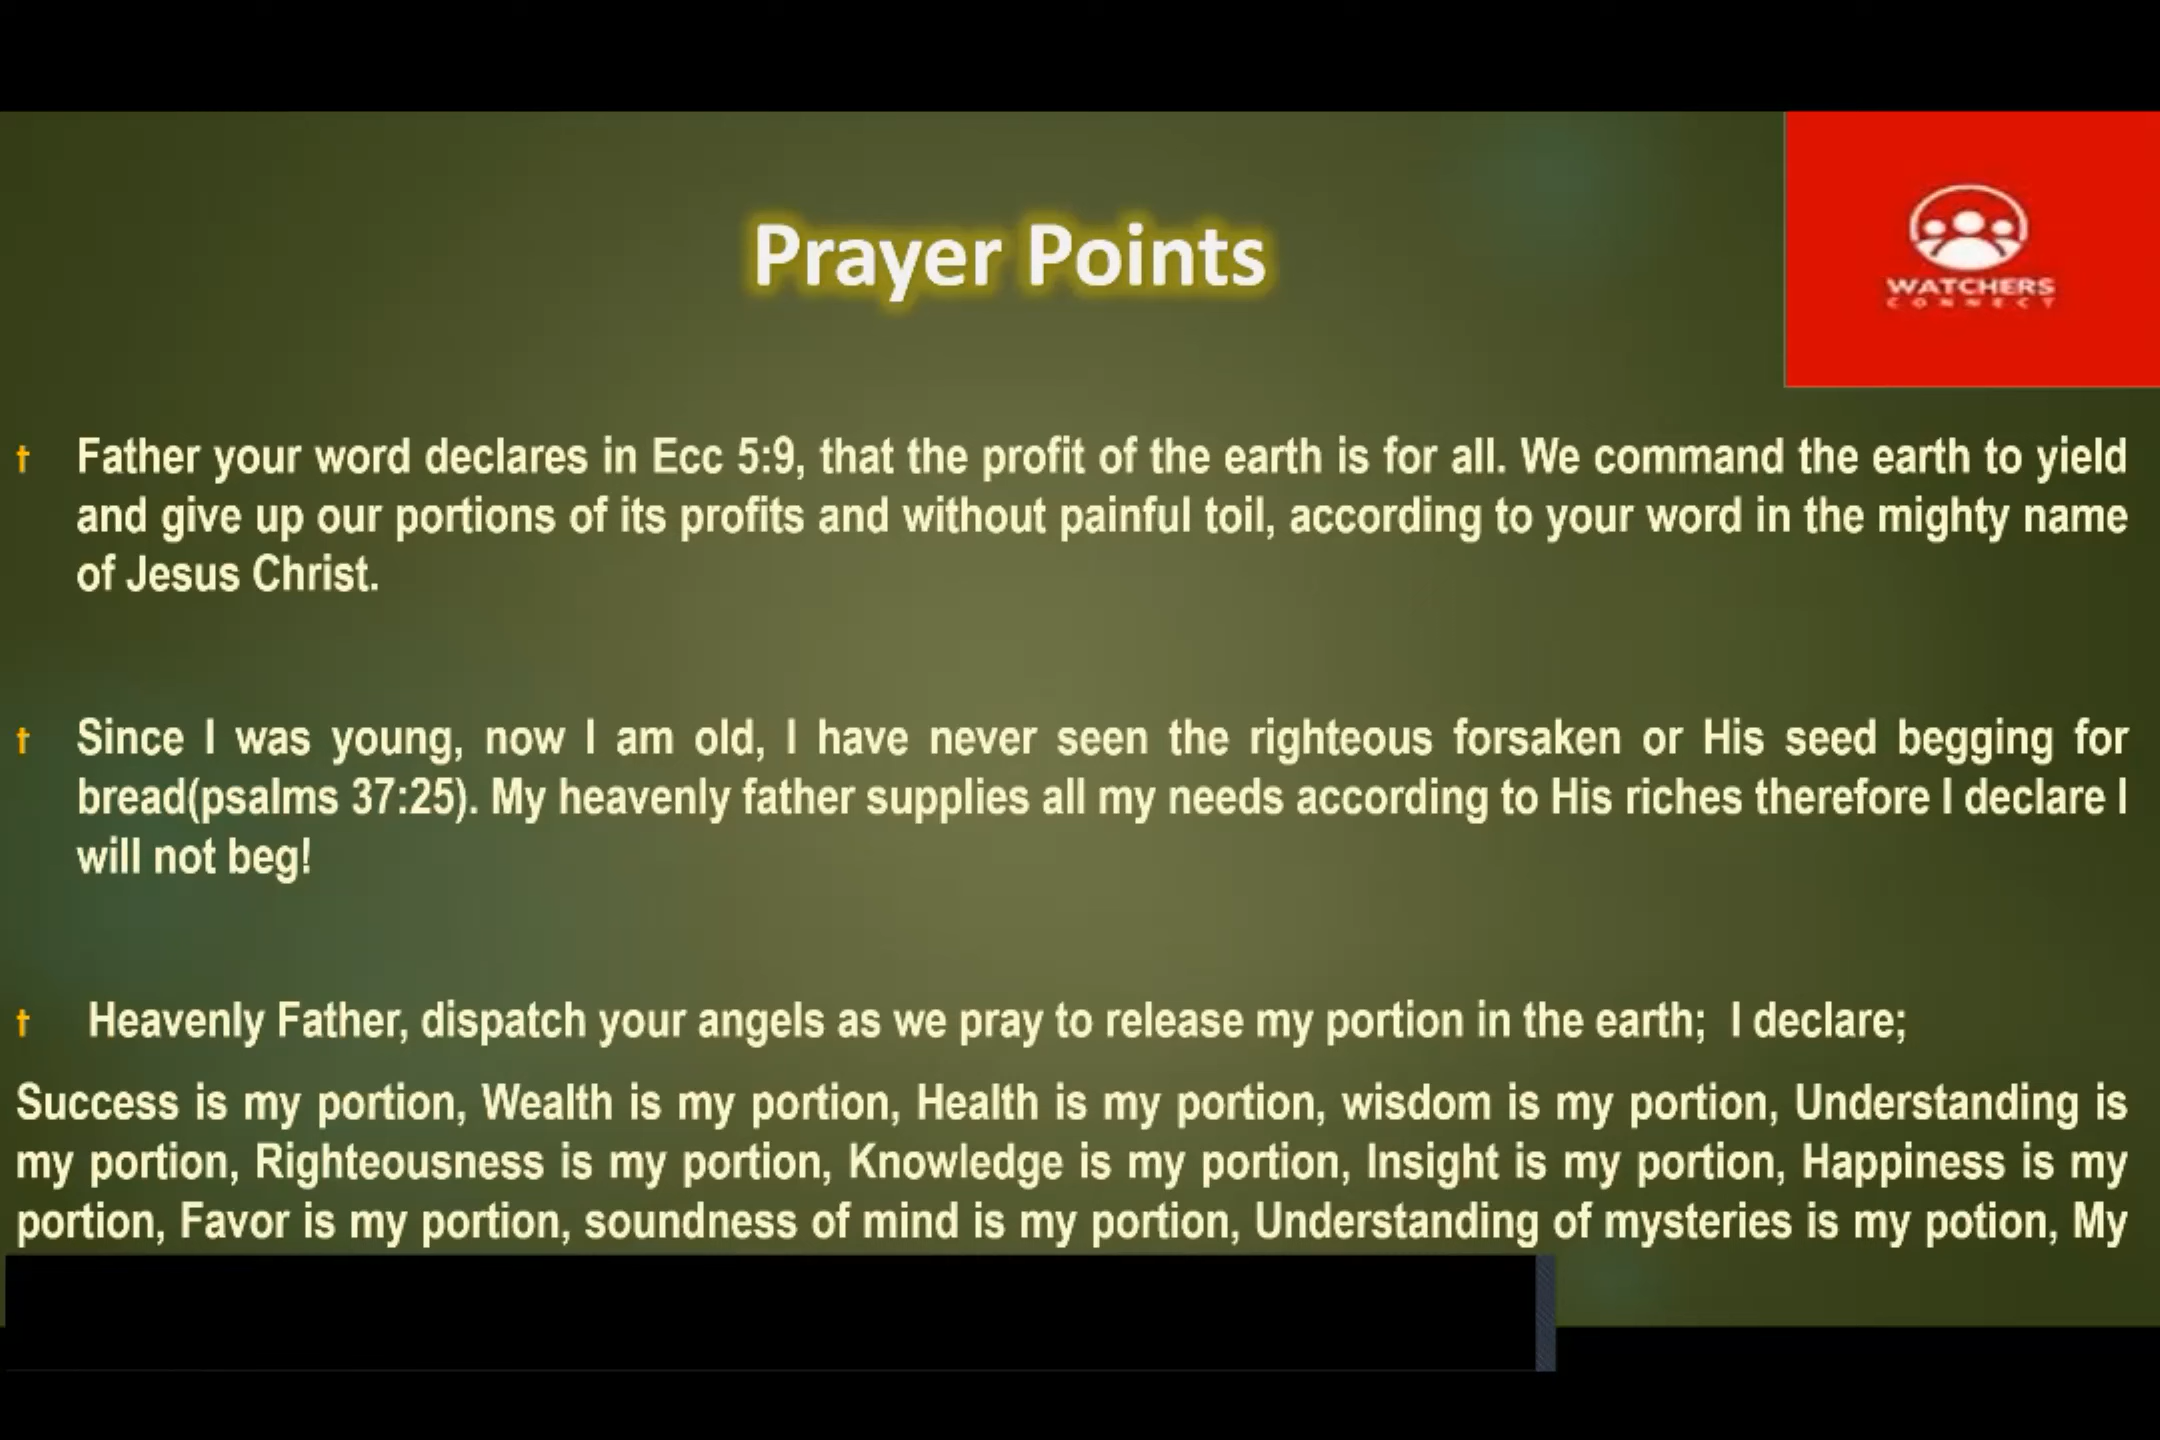 Prayer Points
WATCHERS
CONNECT
† Father your word declares in Ecc 5:9, that the profit of the earth is for all. We command the earth to yield
and give up our portions of its profits and without painful toil, according to your word in the mighty name
of Jesus Christ.
† Since I was young, now I am old, I have never seen the righteous forsaken or His seed begging for
bread(psalms 37:25). My heavenly father supplies all my needs according to His riches therefore I declare I
will not beg!
† Heavenly Father, dispatch your angels as we pray to release my portion in the earth; I declare;
Success is my portion, Wealth is my portion, Health is my portion, wisdom is my portion, Understanding is
my portion, Righteousness is my portion, Knowledge is my portion, Insight is my portion, Happiness is my
portion, Favor is my portion, soundness of mind is my portion, Understanding of mysteries is my potion, My